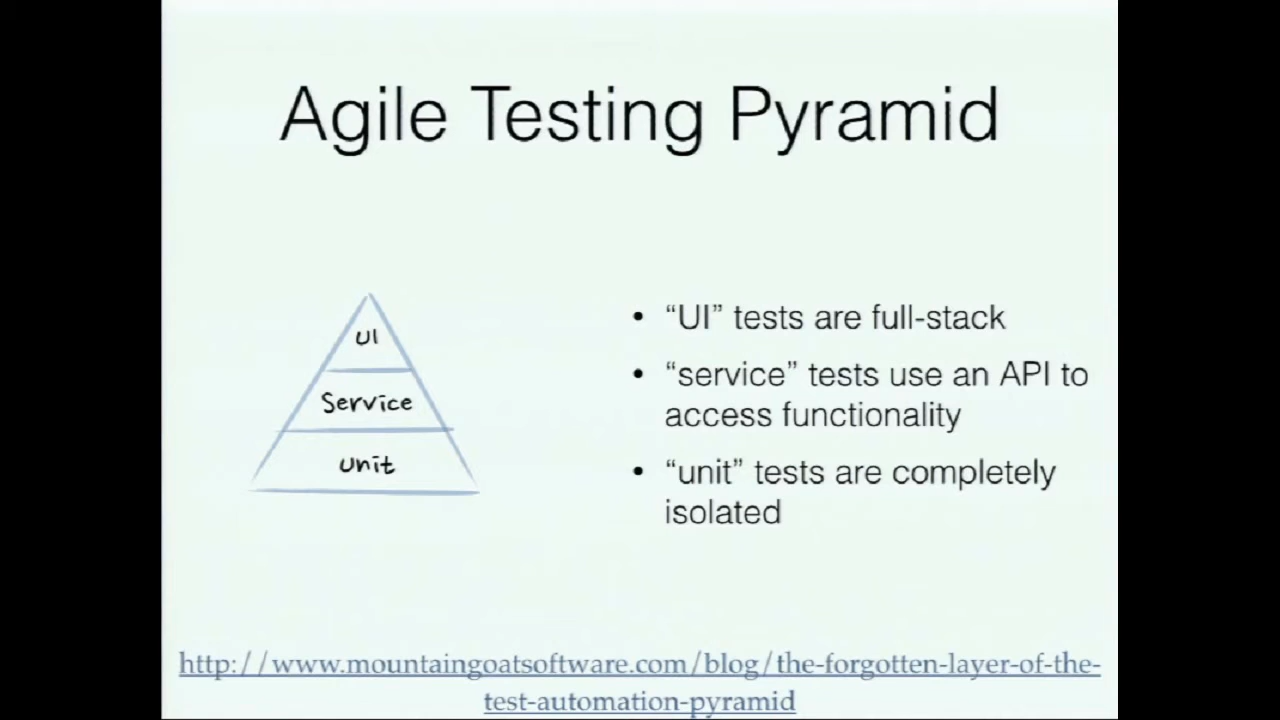 Agile Testing Pyramid
UI
Service
unit
• “UI” tests are full-stack
• “service” tests use an API to
access functionality
• “unit” tests are completely
isolated
http://www.mountaingoatsoftware.com/blog/the-forgotten-layer-of-the-
test-automation-pyramid